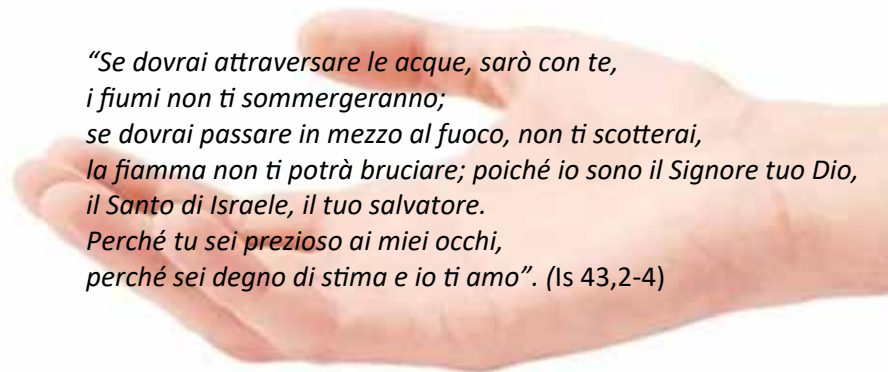 “Se dovrai attraversare le acque, sarò con te,
i fiumi non ti sommergeranno;
se dovrai passare in mezzo al fuoco, non ti scotterai,
la fiamma non ti potrà bruciare; poiché io sono il Signore tuo Dio,
il Santo di Israele, il tuo salvatore.
Perché tu sei prezioso ai miei occhi,
perché sei degno di stima e io ti amo”. (Is 43,2-4)